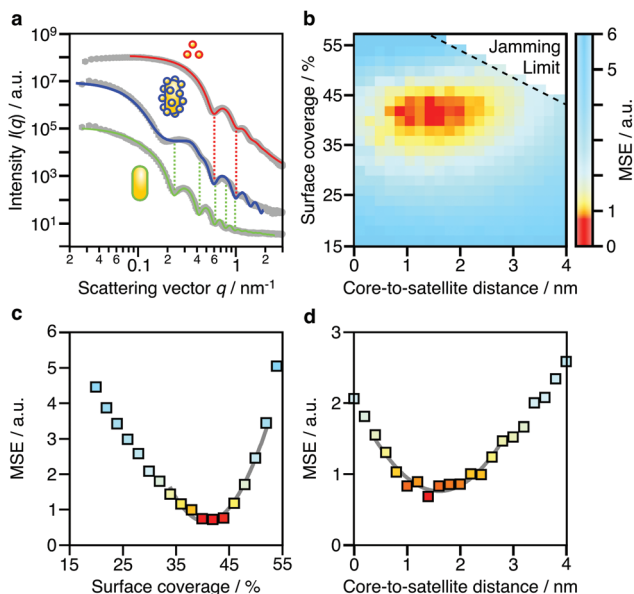 a
10⁹
10⁷
10⁵
10³
10¹
Intensity I(q) / a.u.
2 4 6 0.1 2 4 6 1 2
Scattering vector q / nm⁻¹
b
Jamming
Limit
55
45
35
25
15
Surface coverage / %
0 1 2 3 4
Core-to-satellite distance / nm
6
5
4
3
2
1
0
MSE / a.u.
c
6
5
4
3
2
1
0
MSE / a.u.
15 25 35 45 55
Surface coverage / %
d
3
2
1
0
MSE / a.u.
0 1 2 3 4
Core-to-satellite distance / nm